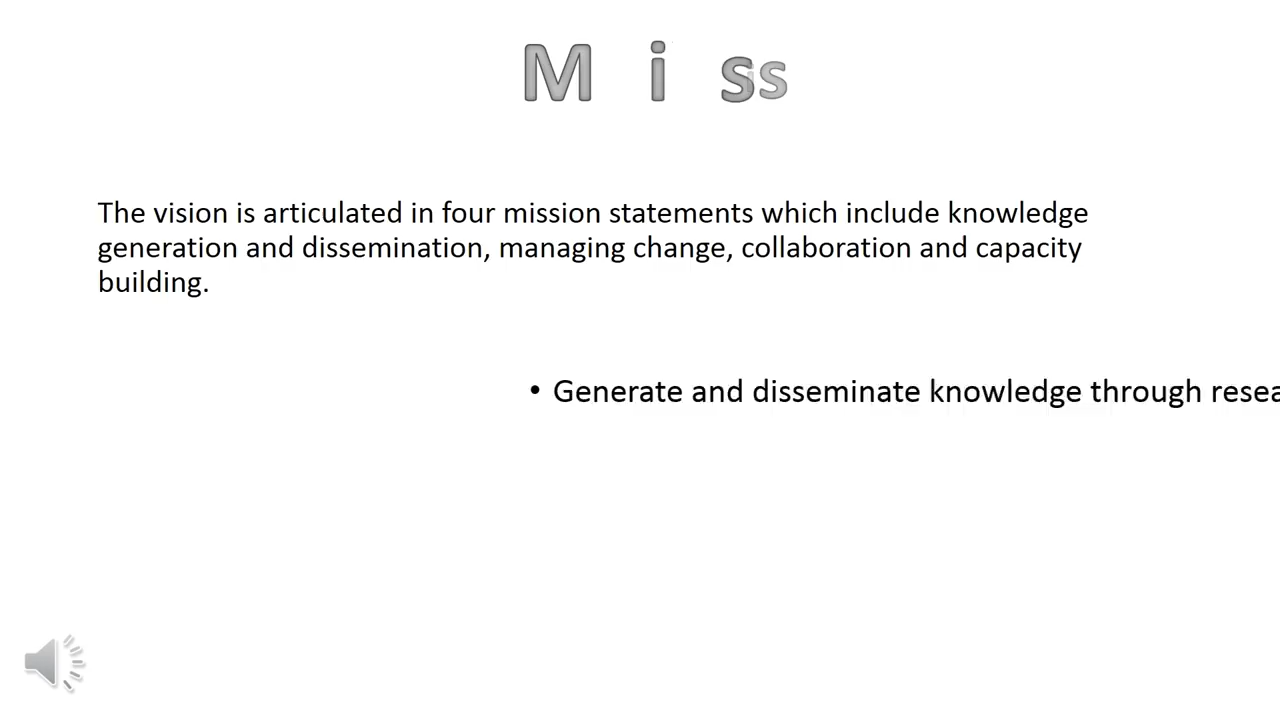 M i ss
The vision is articulated in four mission statements which include knowledge
generation and dissemination, managing change, collaboration and capacity
building.
• Generate and disseminate knowledge through